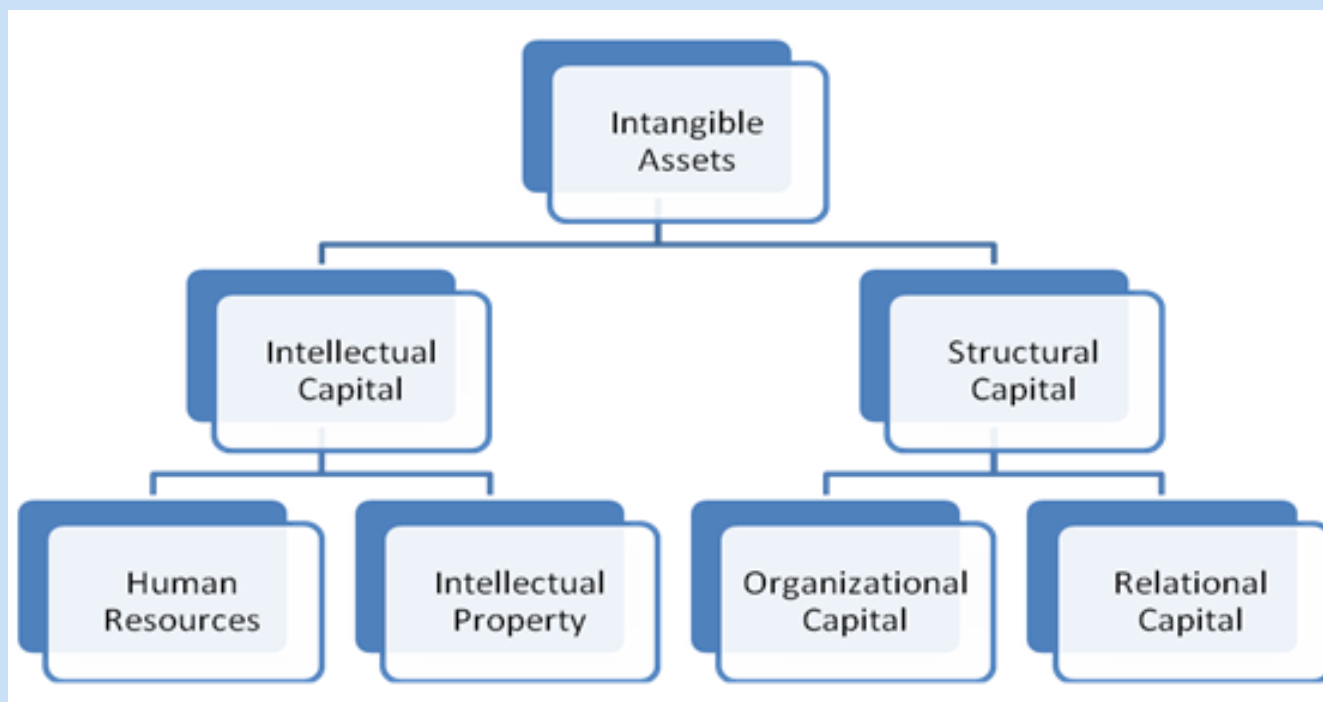 Intangible
Assets
Intellectual
Capital
Structural
Capital
Human
Resources
Intellectual
Property
Organizational
Capital
Relational
Capital